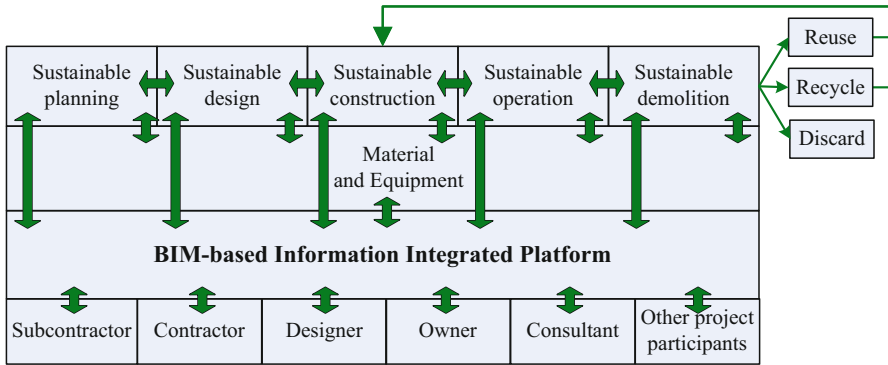 Sustainable
planning
Sustainable
design
Sustainable
construction
Sustainable
operation
Sustainable
demolition
Reuse
Recycle
Discard
Material
and Equipment
BIM-based Information Integrated Platform
Subcontractor
Contractor
Designer
Owner
Consultant
Other project
participants